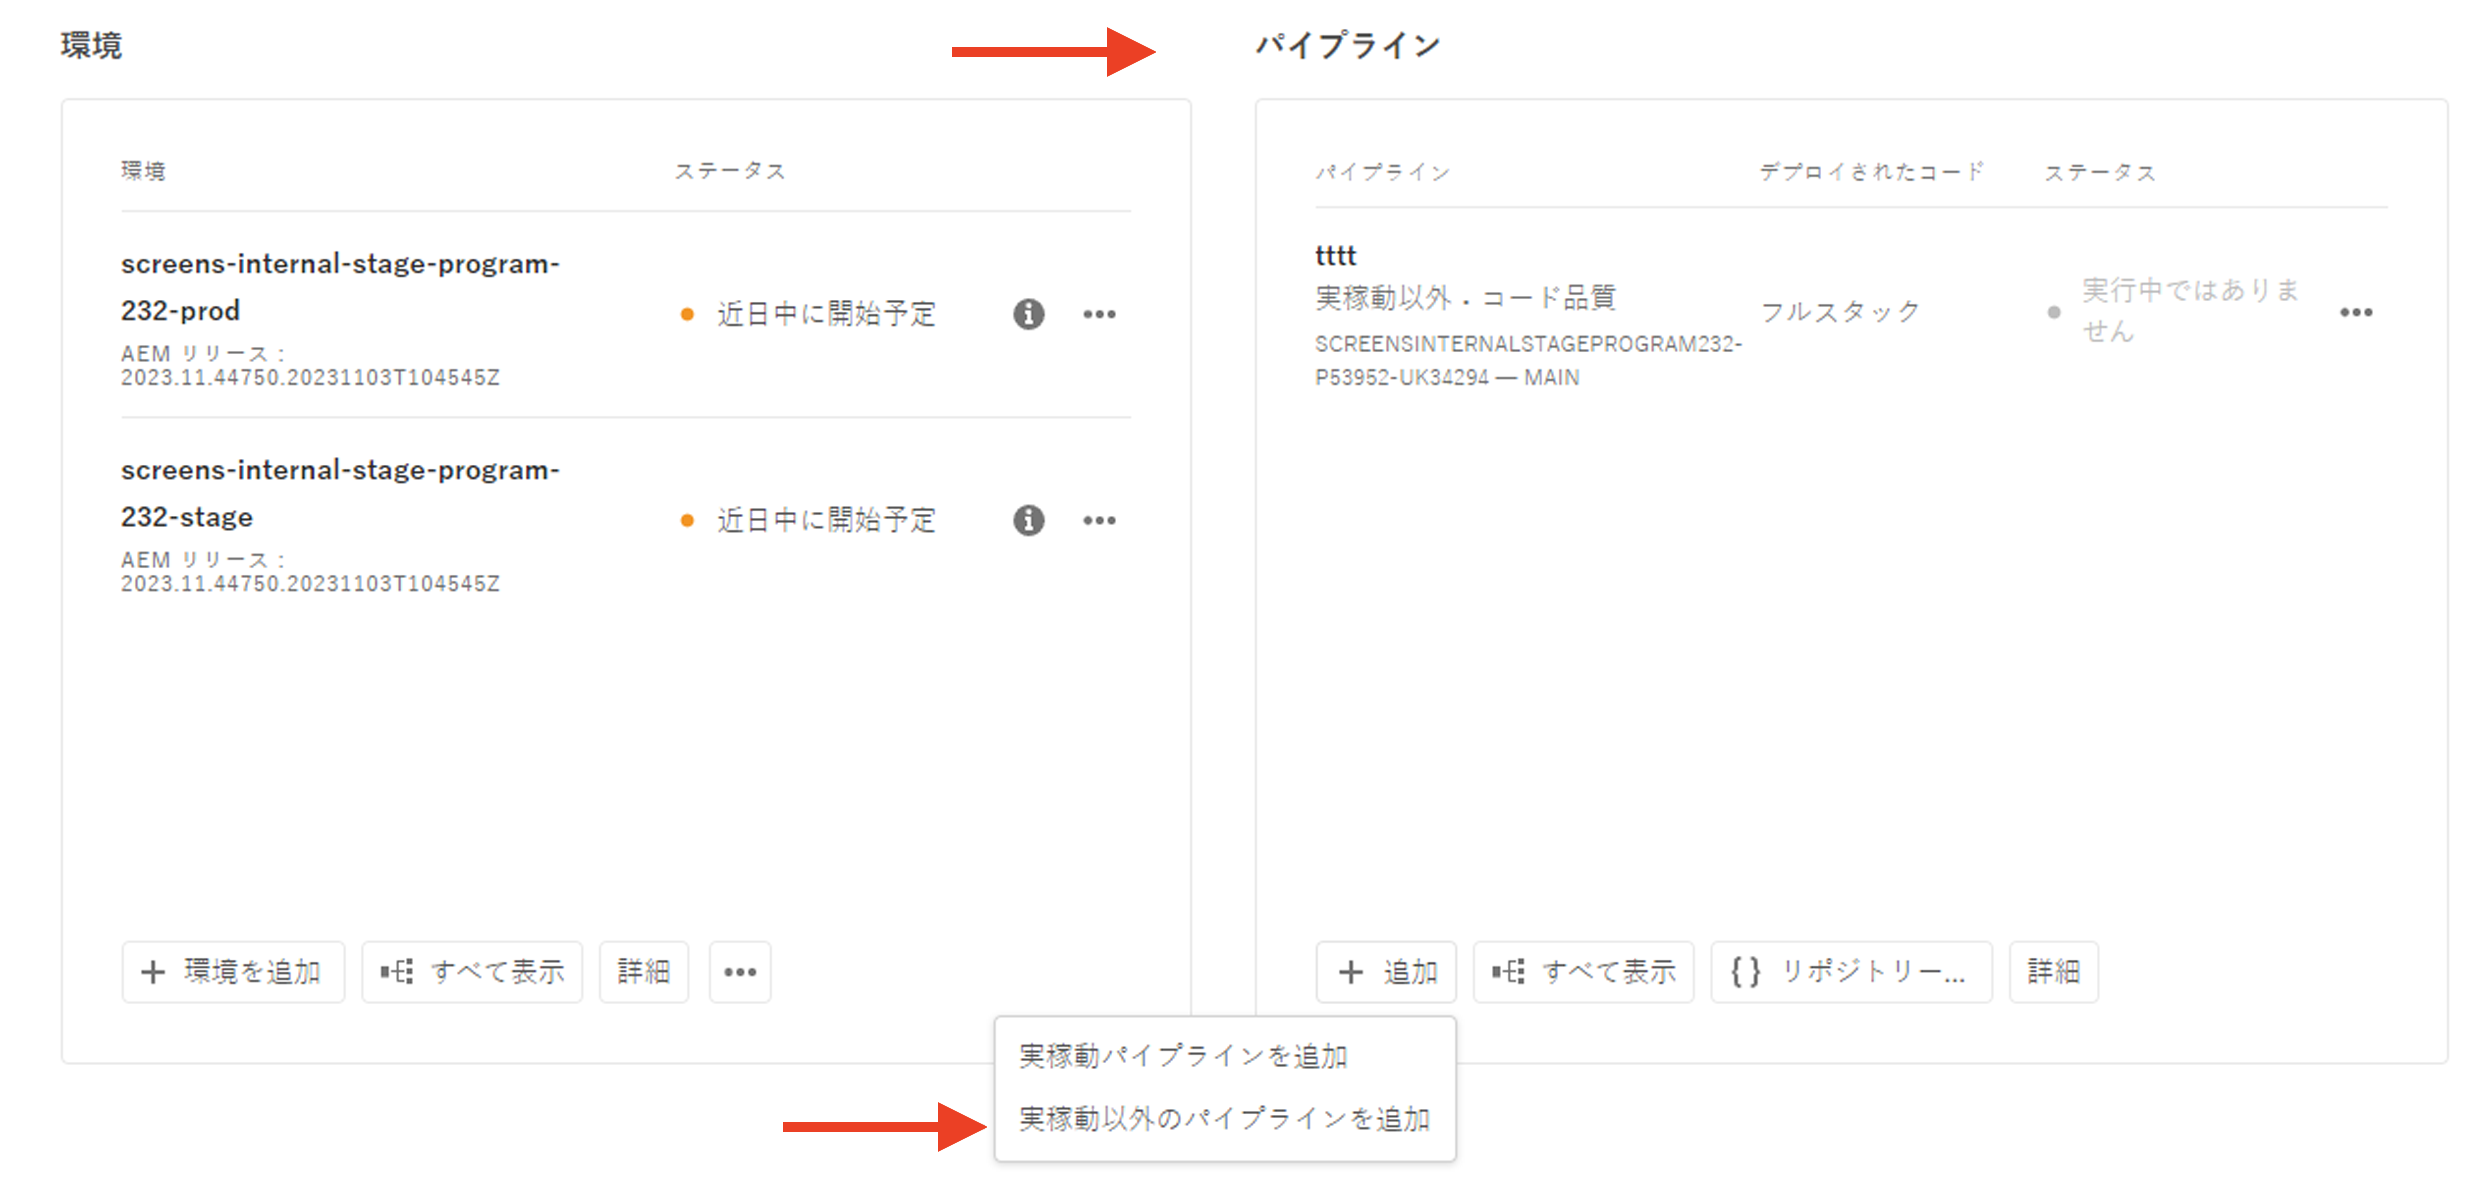 環境
環境 ステータス
screens-internal-stage-program-
232-prod
AEM リリース：
2023.11.44750.20231103T104545Z
近日中に開始予定
screens-internal-stage-program-
232-stage
AEM リリース：
2023.11.44750.20231103T104545Z
近日中に開始予定
環境を追加 すべて表示 詳細
パイプライン
パイプライン デプロイされたコード ステータス
tttt
実稼動以外．コード品質
SCREENSINTERNALSTAGEPROGRAM232-
P53952-UK34294 — MAIN
フルスタック
実行中ではありま
せん
追加 すべて表示 リポジトリー...
詳細
実稼動パイプラインを追加
実稼動以外のパイプラインを追加